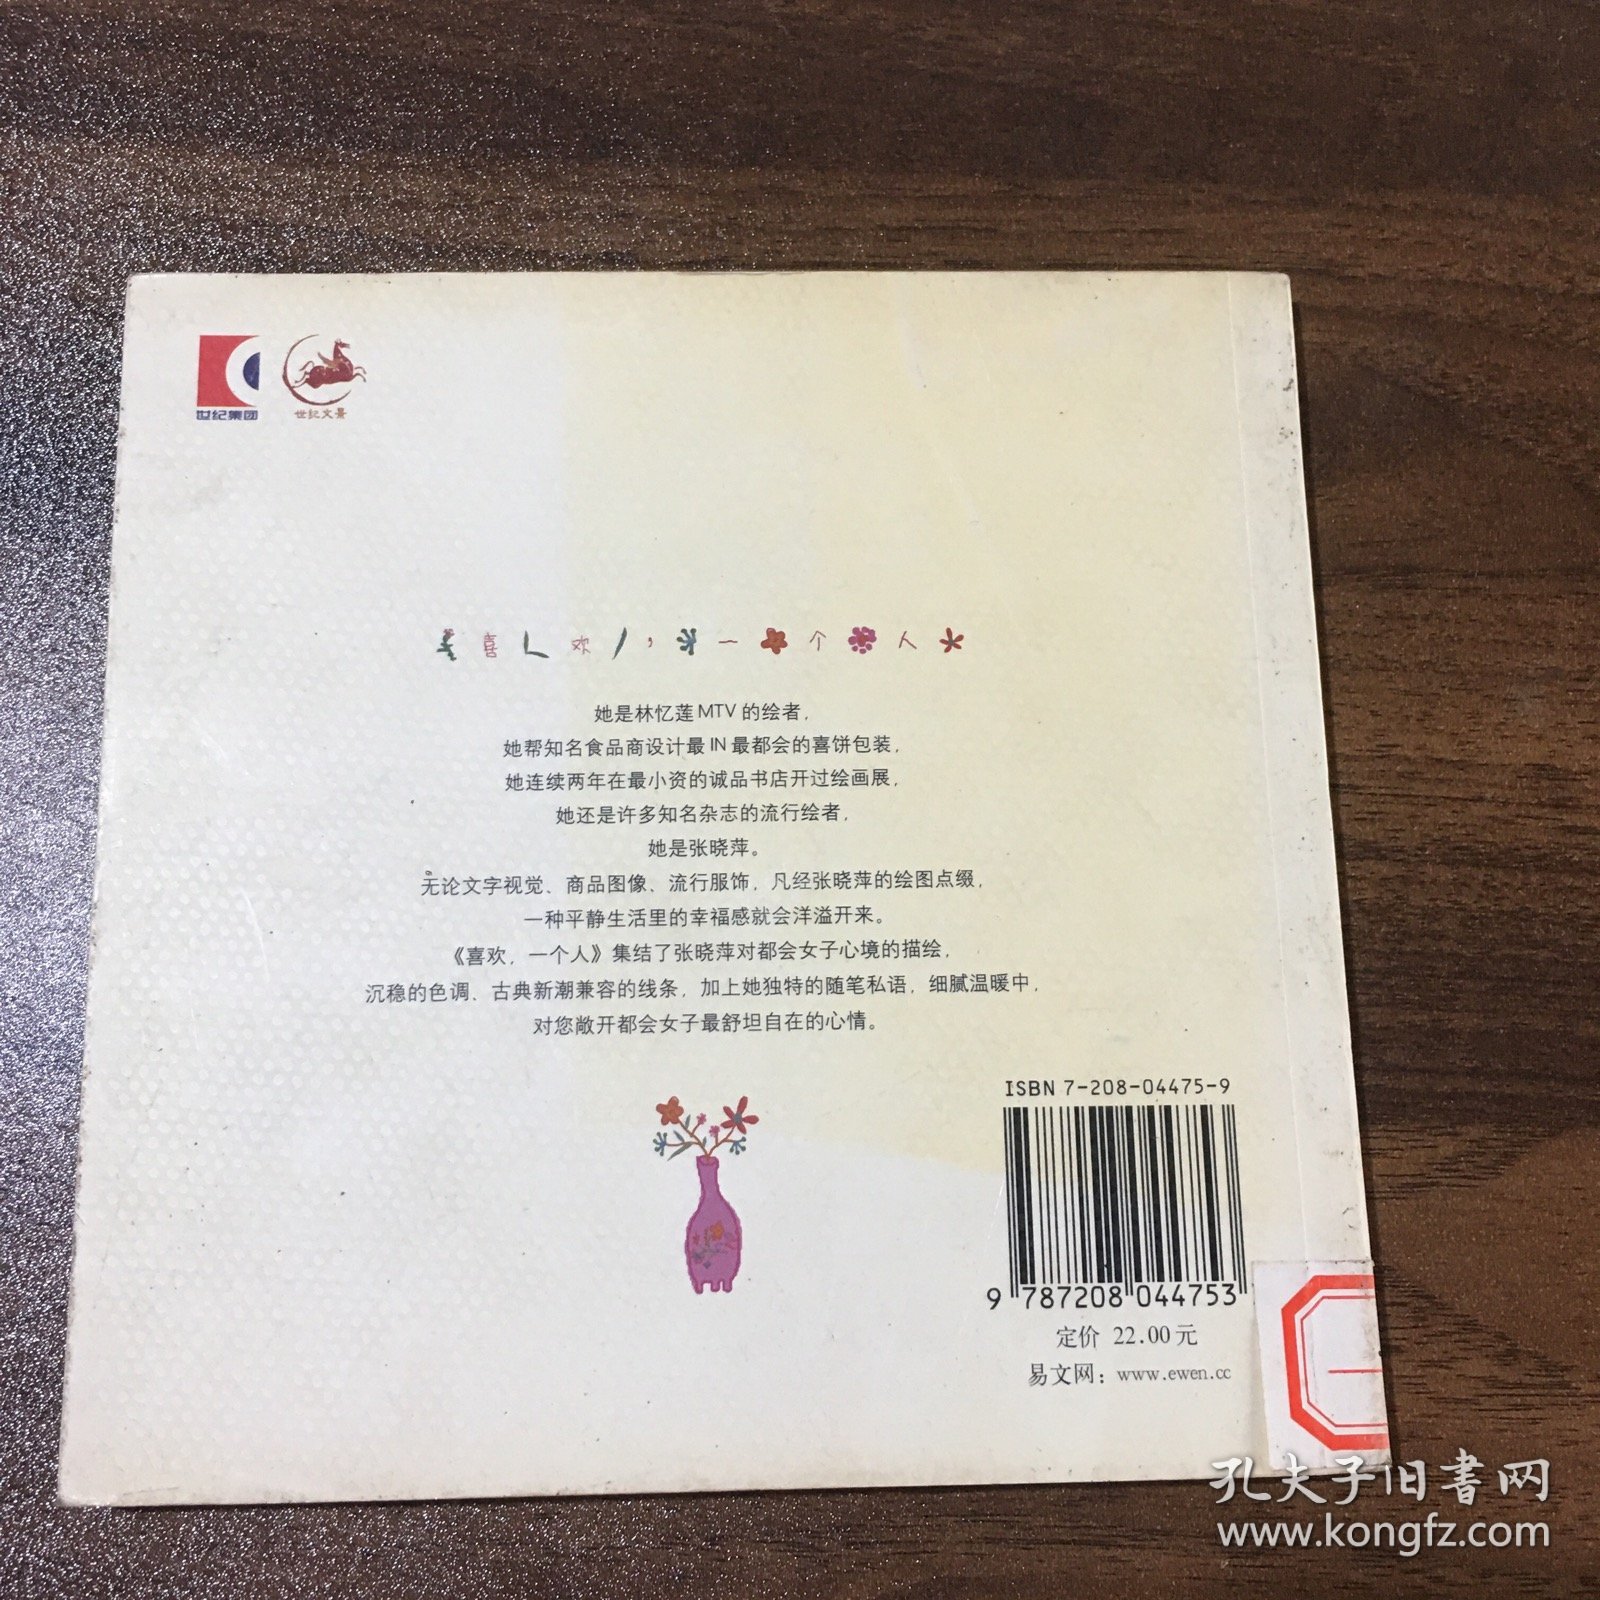 世纪集团
世纪文景
喜欢，一个人
她是林忆莲MTV的绘者，
她帮知名食品商设计最IN最都会的喜饼包装，
她连续两年在最小资的诚品书店开过绘画展，
她还是许多知名杂志的流行绘者，
她是张晓萍。
无论文字视觉、商品图像、流行服饰，凡经张晓萍的绘图点缀，
一种平静生活里的幸福感就会洋溢开来。
《喜欢，一个人》集结了张晓萍对都会女子心境的描绘，
沉稳的色调、古典新潮兼容的线条，加上她独特的随笔私语，细腻温暖中，
对您敞开都会女子最舒坦自在的心情。
ISBN 7-208-04475-9
9 787208 044753
定价 22.00元
易文网：www.ewen.cc
孔夫子旧書网
www.kongfz.com